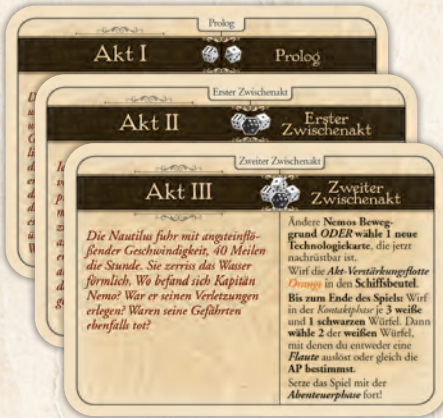 Prolog
Akt I
Prolog
Erster Zwischenakt
Akt II
Erster
Zwischenakt
Zweiter Zwischenakt
Akt III
Zweiter
Zwischenakt
Die Nautilus fuhr mit angsteinflö-
ßender Geschwindigkeit, 40 Meilen
die Stunde. Sie zerriss das Wasser
förmlich. Wo befand sich Kapitän
Nemo? War er seinen Verletzungen
erlegen? Waren seine Gefährten
ebenfalls tot?
Ändere Nemos Beweg-
grund ODER wähle 1 neue
Technologiekarte, die jetzt
nachrüstbar ist.
Wirf die Akt-Verstärkungsflotte
Orange in den Schiffsbeutel.
Bis zum Ende des Spiels: Wirf
in der Kontaktphase je 3 weiße
und 1 schwarzen Würfel. Dann
wähle 2 der weißen Würfel,
mit denen du entweder eine
Flaute auslöst oder gleich die
AP bestimmst.
Setze das Spiel mit der
Abenteuerphase fort!